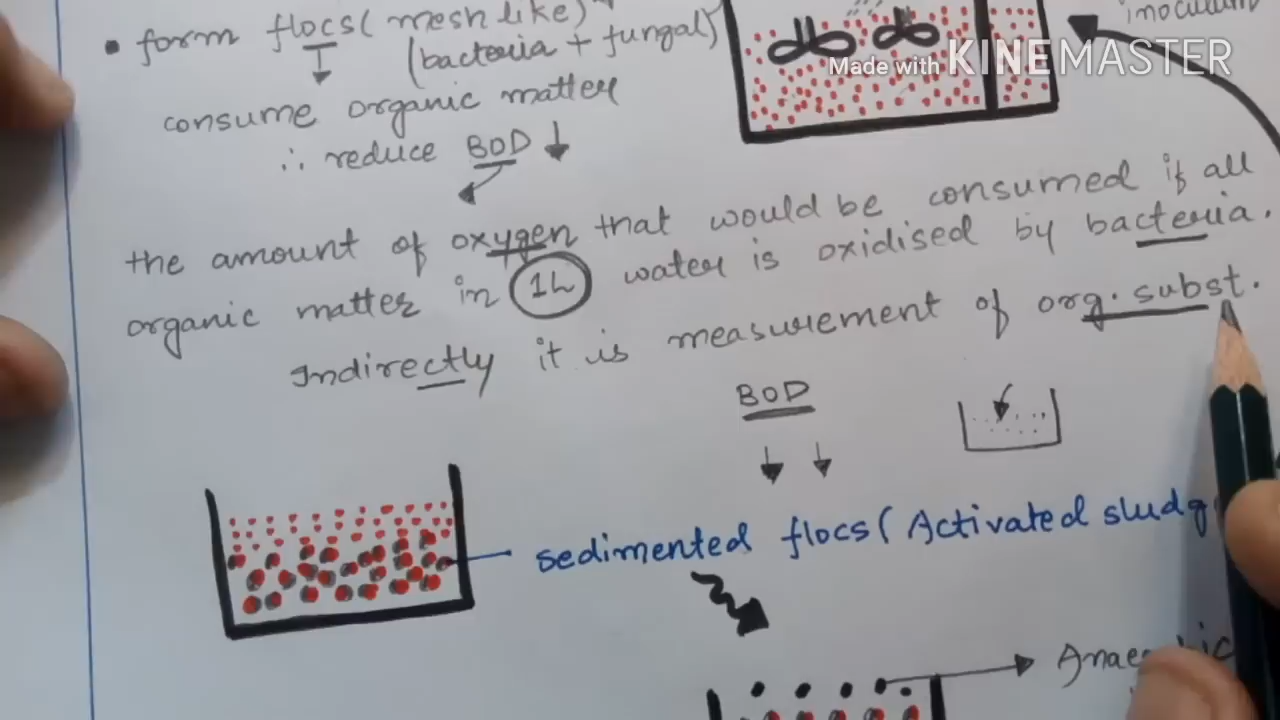 • form flocs( mesh like)
(bacteria + fungal)
consume organic matter
∴ reduce BOD ↓
the amount of oxygen that would be consumed if all
organic matter in 1L water is oxidised by bacteria.
Indirectly it is measurement of org. subst.
BOD
sedimented flocs( Activated sludg
inoculum
Made with KINEMASTER